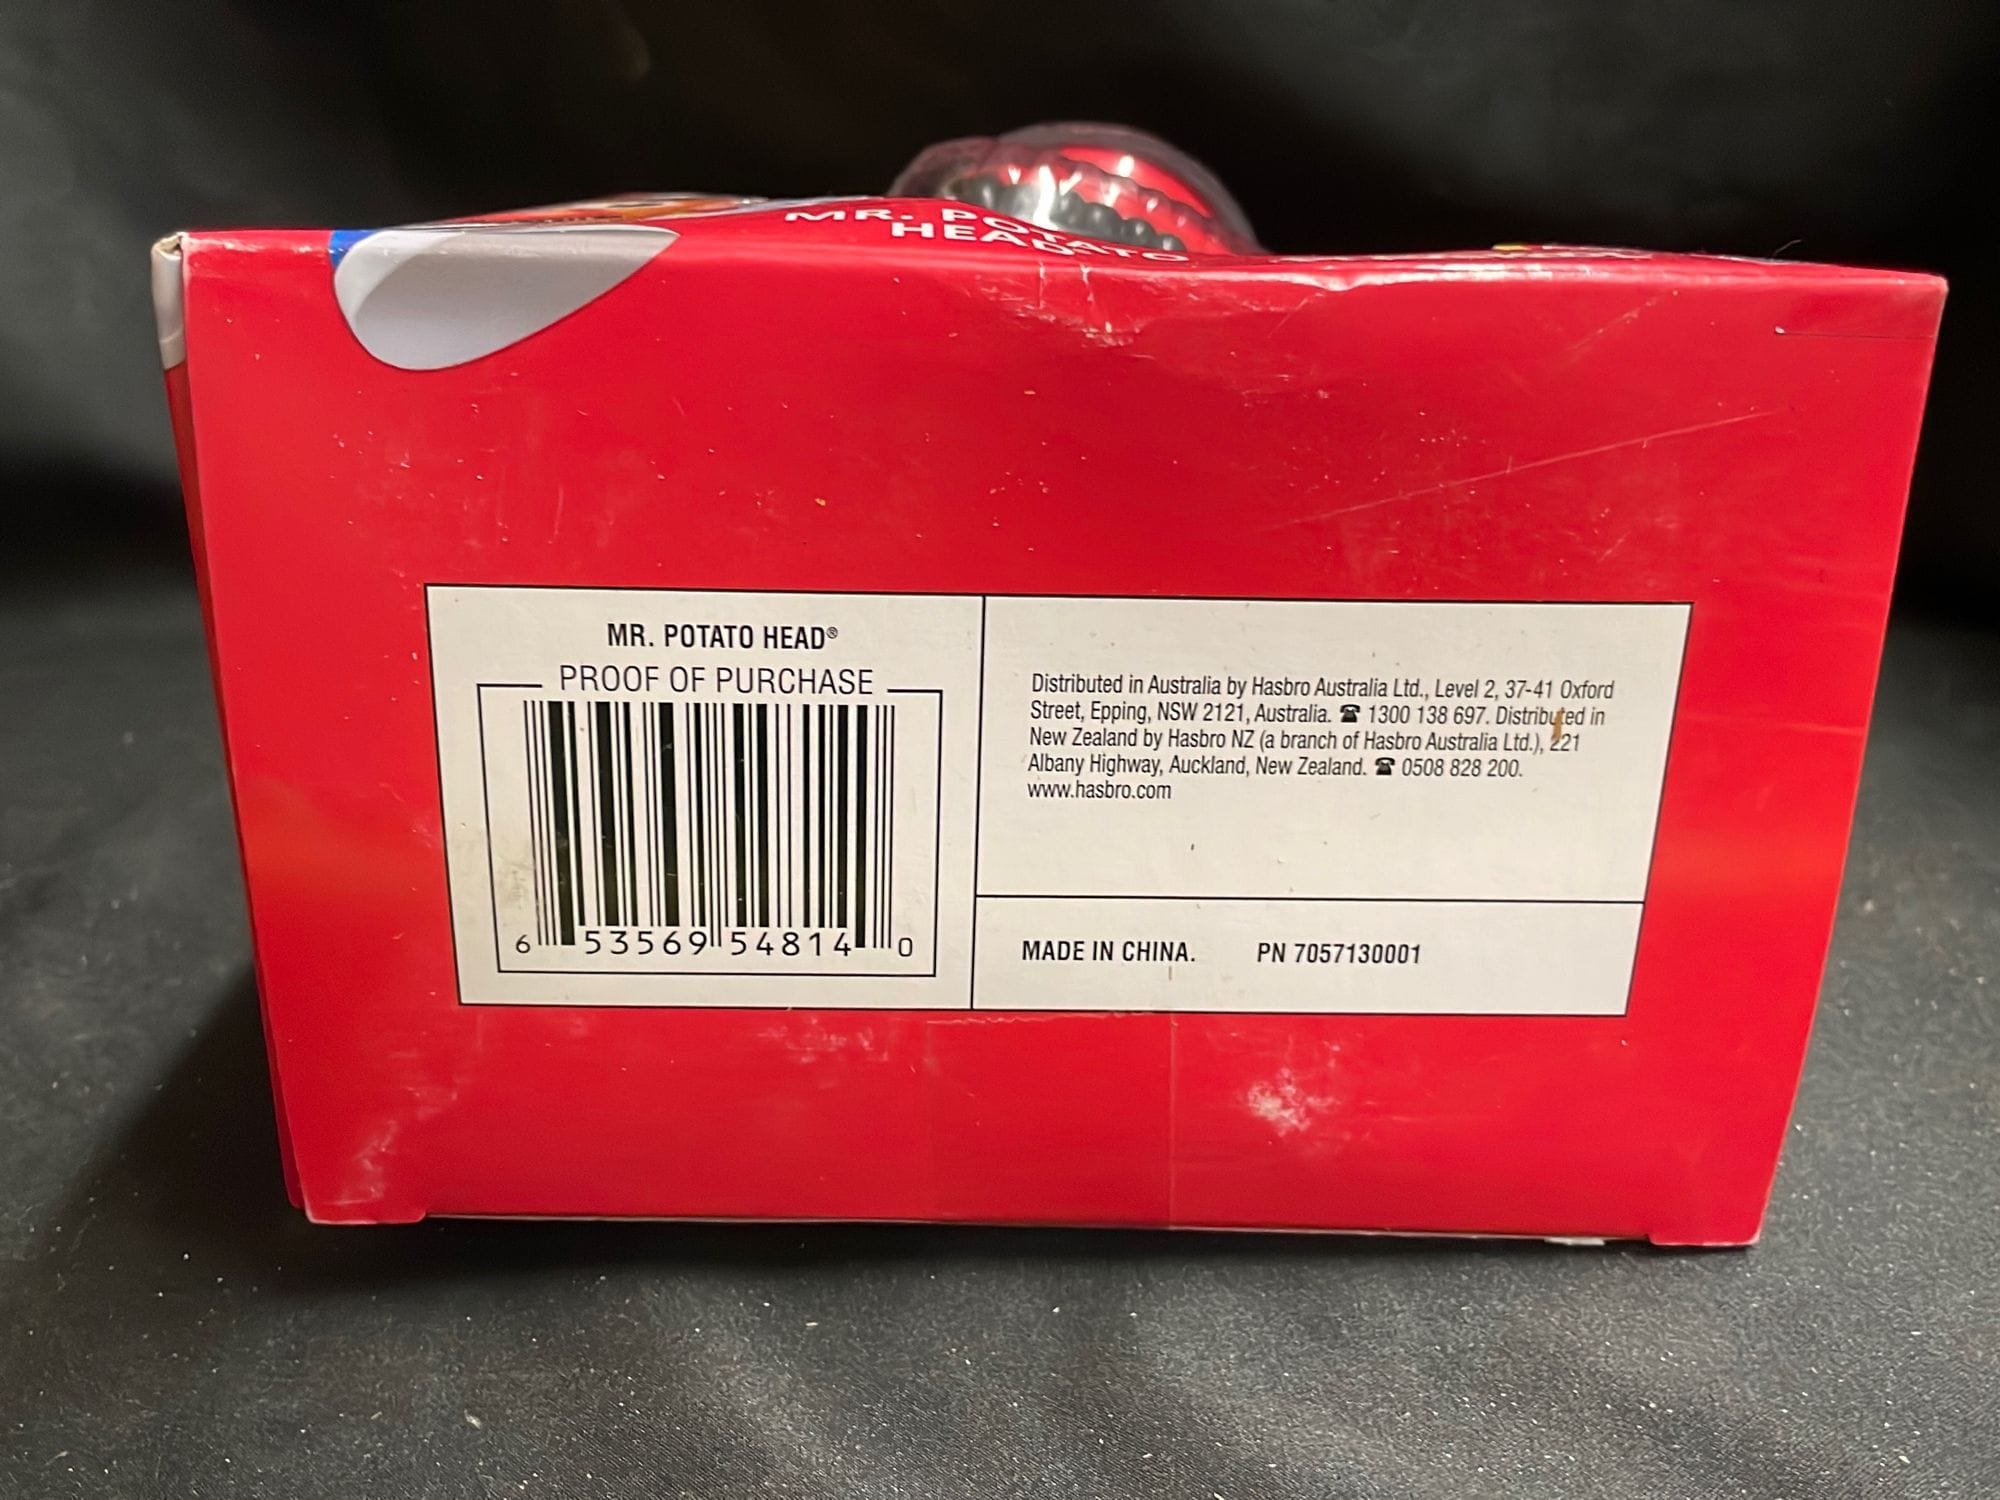 MR. POTATO
HEAD
MR. POTATO HEAD®
PROOF OF PURCHASE
6 53569 54814 0
Distributed in Australia by Hasbro Australia Ltd., Level 2, 37-41 Oxford
Street, Epping, NSW 2121, Australia. ☎ 1300 138 697. Distributed in
New Zealand by Hasbro NZ (a branch of Hasbro Australia Ltd.), 221
Albany Highway, Auckland, New Zealand. ☎ 0508 828 200.
www.hasbro.com
MADE IN CHINA. PN 7057130001